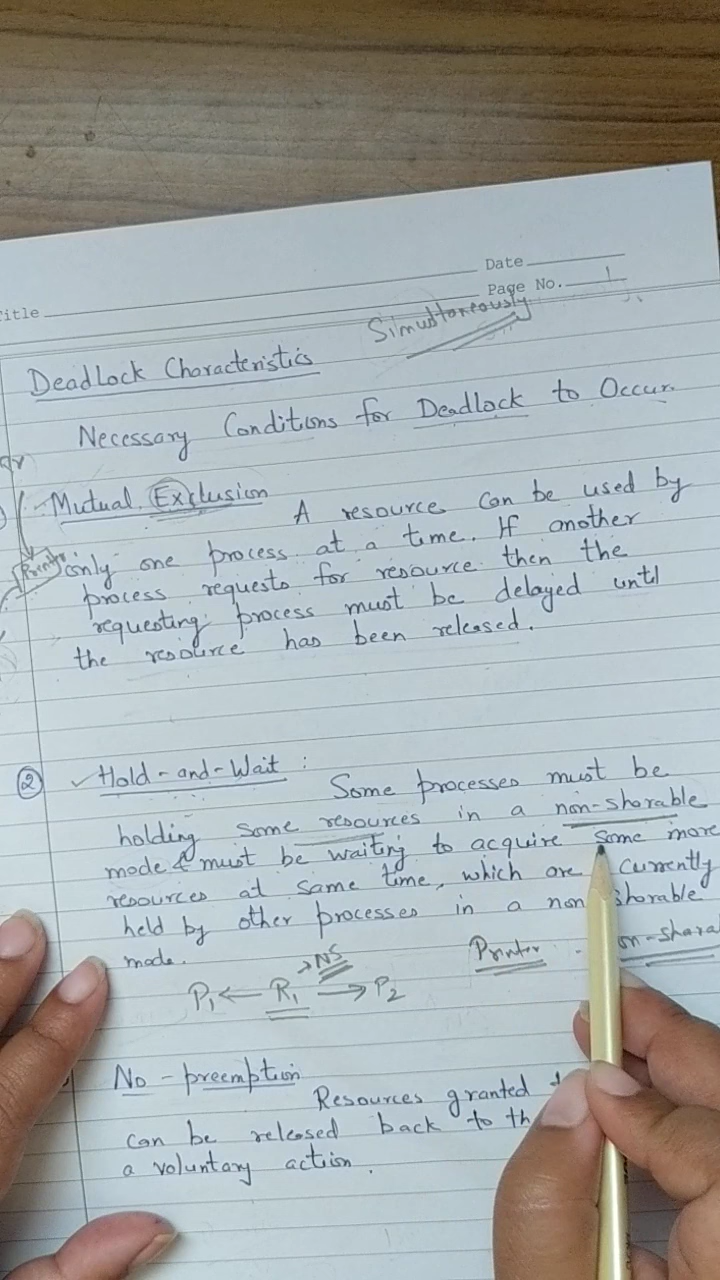 Date
Page No. 1
Title
Simultaneously
Deadlock Characteristics
Necessary Conditions for Deadlock to Occur.
Mutual Exclusion
A resource can be used by
Printer only one process at a time. If another
process requests for resource then the
requesting process must be delayed until
the resource has been released.
② Hold-and-Wait :
Some processes must be
holding some resources in a non-sharable
mode & must be waiting to acquire some more
resources at same time, which are currently
held by other processes in a non sharable
mode.
Printer - on-shara
→ NS
P₁ ← R₁ → P₂
No - preemption
Resources granted
can be released back to th
a voluntary action.